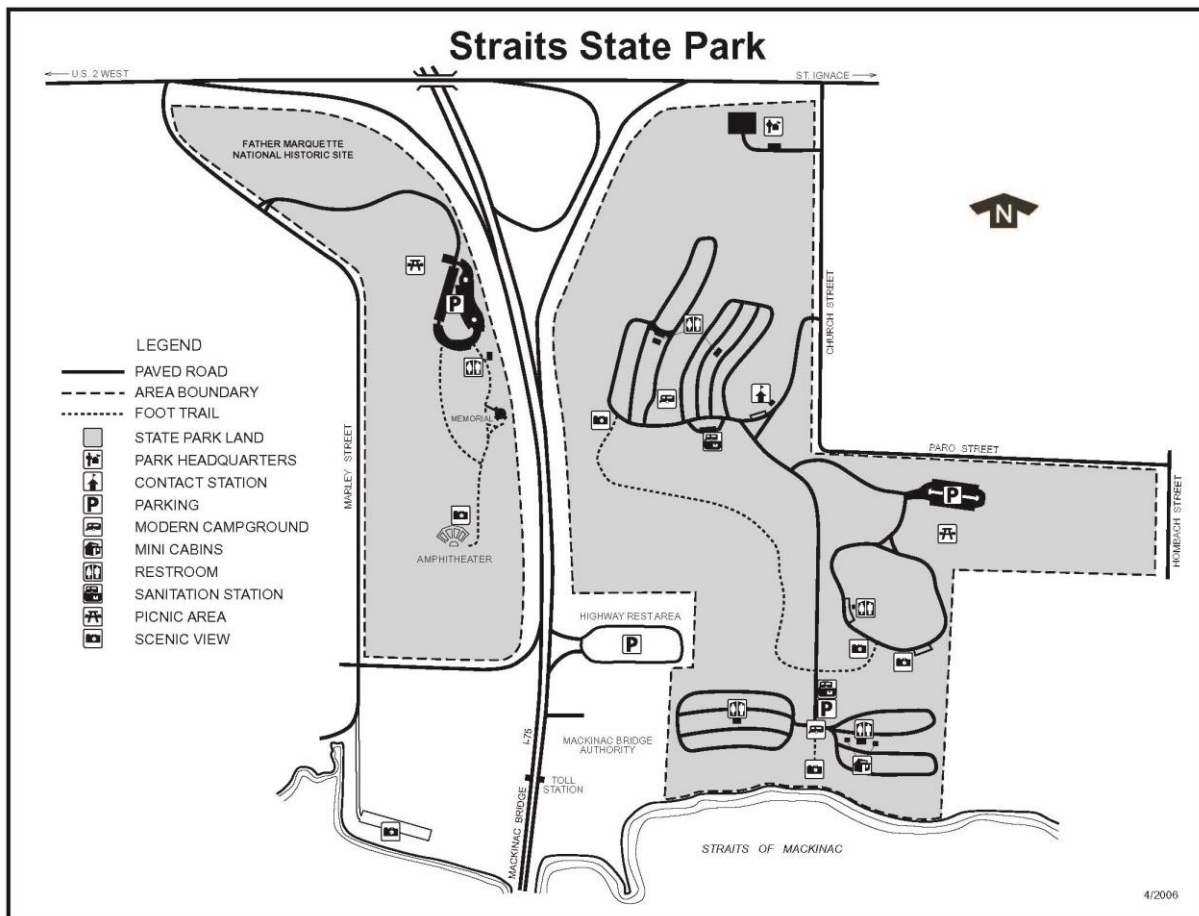 Straits State Park
U.S. 2 WEST
ST. IGNACE
FATHER MARQUETTE
NATIONAL HISTORIC SITE
N
CHURCH STREET
P
LEGEND
PAVED ROAD
AREA BOUNDARY
FOOT TRAIL
STATE PARK LAND
PARK HEADQUARTERS
CONTACT STATION
P PARKING
MODERN CAMPGROUND
MINI CABINS
RESTROOM
SANITATION STATION
PICNIC AREA
SCENIC VIEW
MARLEY STREET
MEMORIAL
AMPHITHEATER
PARO STREET
P
HOMBACH STREET
HIGHWAY REST AREA
P
P
I-75
MACKINAC BRIDGE
AUTHORITY
TOLL
STATION
MACKINAC BRIDGE
STRAITS OF MACKINAC
4/2006